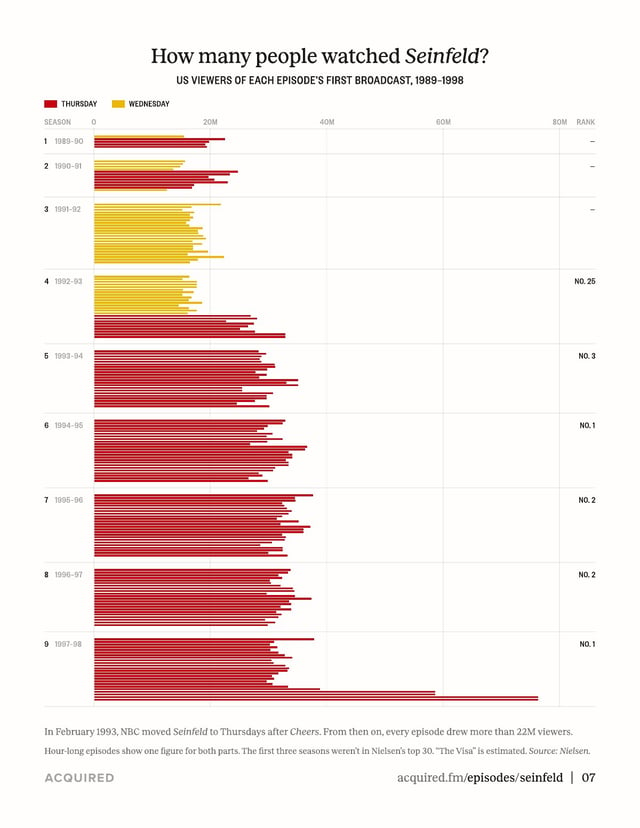 How many people watched Seinfeld?
US VIEWERS OF EACH EPISODE'S FIRST BROADCAST, 1989–1998
THURSDAY WEDNESDAY
SEASON 0 20M 40M 60M 80M RANK
1 1989-90 –
2 1990-91 –
3 1991-92 –
4 1992-93 NO. 25
5 1993-94 NO. 3
6 1994-95 NO. 1
7 1995-96 NO. 2
8 1996-97 NO. 2
9 1997-98 NO. 1
In February 1993, NBC moved Seinfeld to Thursdays after Cheers. From then on, every episode drew more than 22M viewers.
Hour-long episodes show one figure for both parts. The first three seasons weren't in Nielsen's top 30. "The Visa" is estimated. Source: Nielsen.
ACQUIRED acquired.fm/episodes/seinfeld | 07